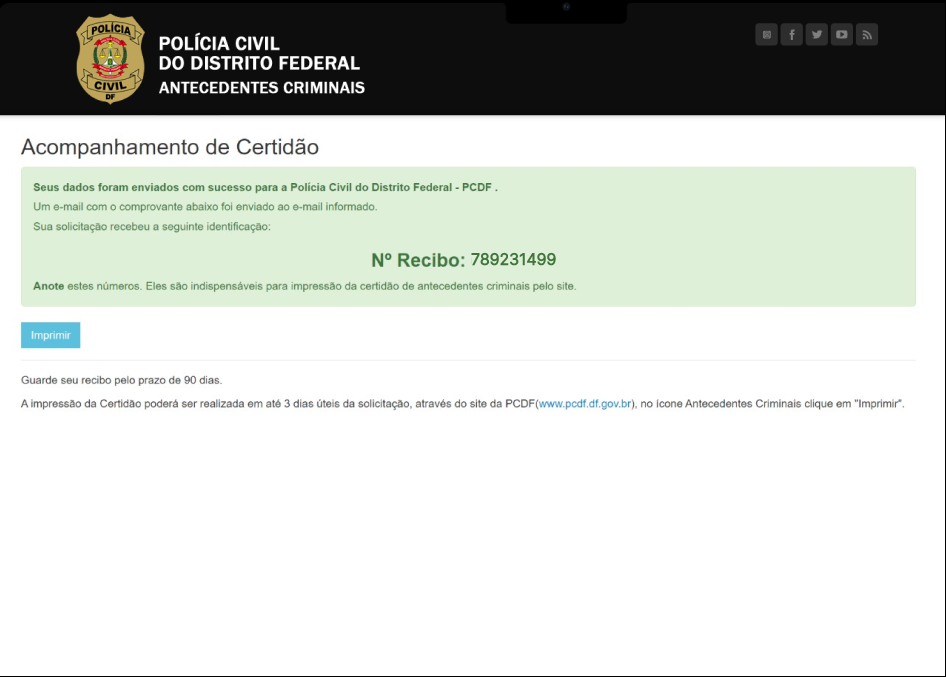 POLÍCIA
CIVIL
DF
POLÍCIA CIVIL
DO DISTRITO FEDERAL
ANTECEDENTES CRIMINAIS
Acompanhamento de Certidão
Seus dados foram enviados com sucesso para a Polícia Civil do Distrito Federal - PCDF .
Um e-mail com o comprovante abaixo foi enviado ao e-mail informado.
Sua solicitação recebeu a seguinte identificação:
Nº Recibo: 789231499
Anote estes números. Eles são indispensáveis para impressão da certidão de antecedentes criminais pelo site.
Imprimir
Guarde seu recibo pelo prazo de 90 dias.
A impressão da Certidão poderá ser realizada em até 3 dias úteis da solicitação, através do site da PCDF(www.pcdf.df.gov.br), no ícone Antecedentes Criminais clique em "Imprimir".